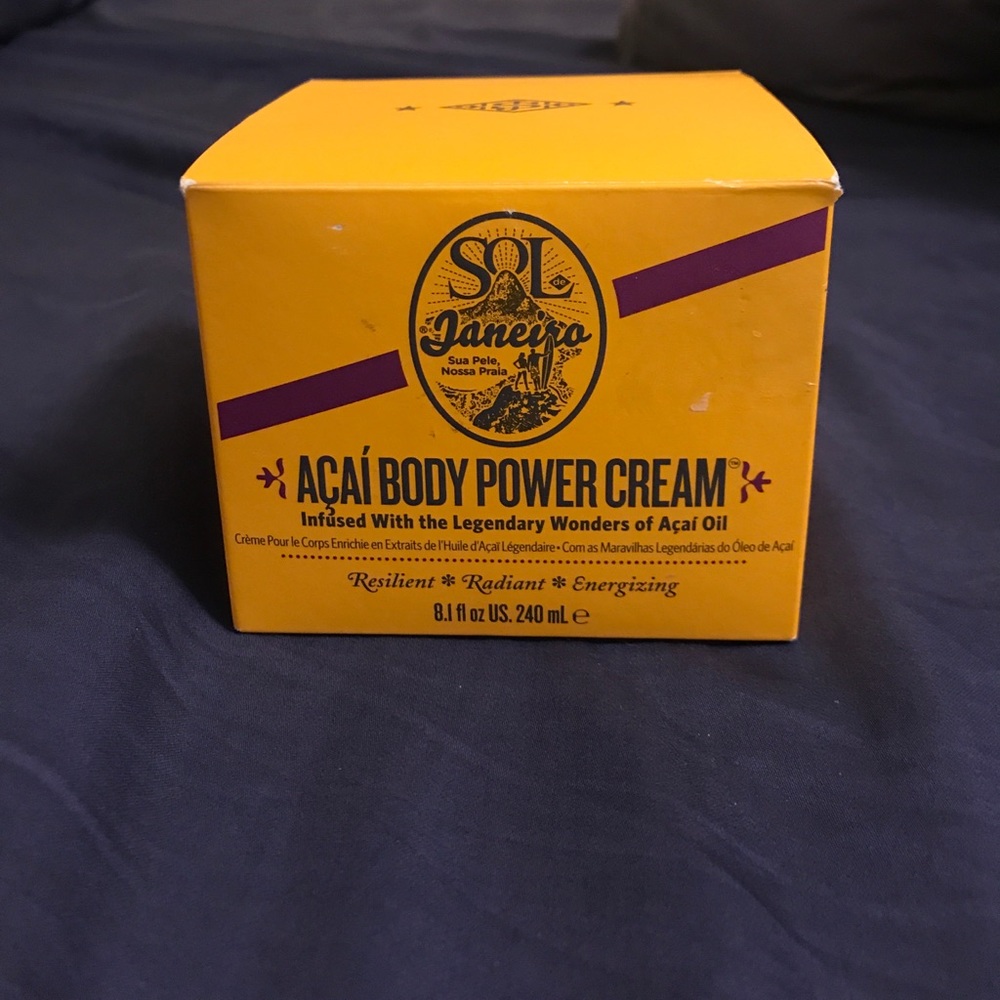 SOL de
Janeiro®
Sua Pele,
Nossa Praia
AÇAÍ BODY POWER CREAM™
Infused With the Legendary Wonders of Açaí Oil
Crème Pour le Corps Enrichie en Extraits de l'Huile d'Açaï Légendaire • Com as Maravilhas Legendárias do Óleo de Açaí
Resilient * Radiant * Energizing
8.1 fl oz US. 240 mL ℮